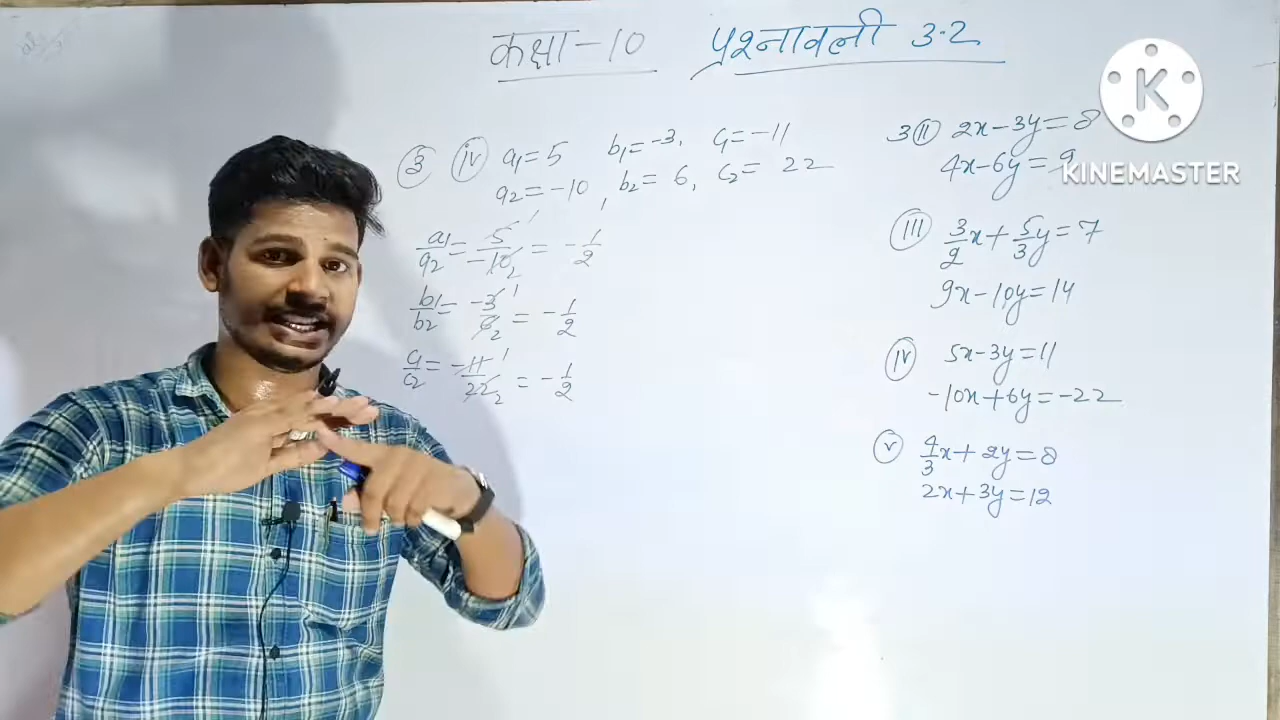 कक्षा-10 प्रश्नावली 3.2
③ (iv) a1=5 b1=-3, c1=-11
a2=-10, b2=6, c2=22
a1/a2 = 5/-10 = -1/2
b1/b2 = -3/6 = -1/2
c1/c2 = -11/22 = -1/2
3 (ii) 2x-3y=8
4x-6y=9
(iii) 3/2x+5/3y=7
9x-10y=14
(iv) 5x-3y=11
-10x+6y=-22
(v) 4/3x+2y=8
2x+3y=12
K
KINEMASTER